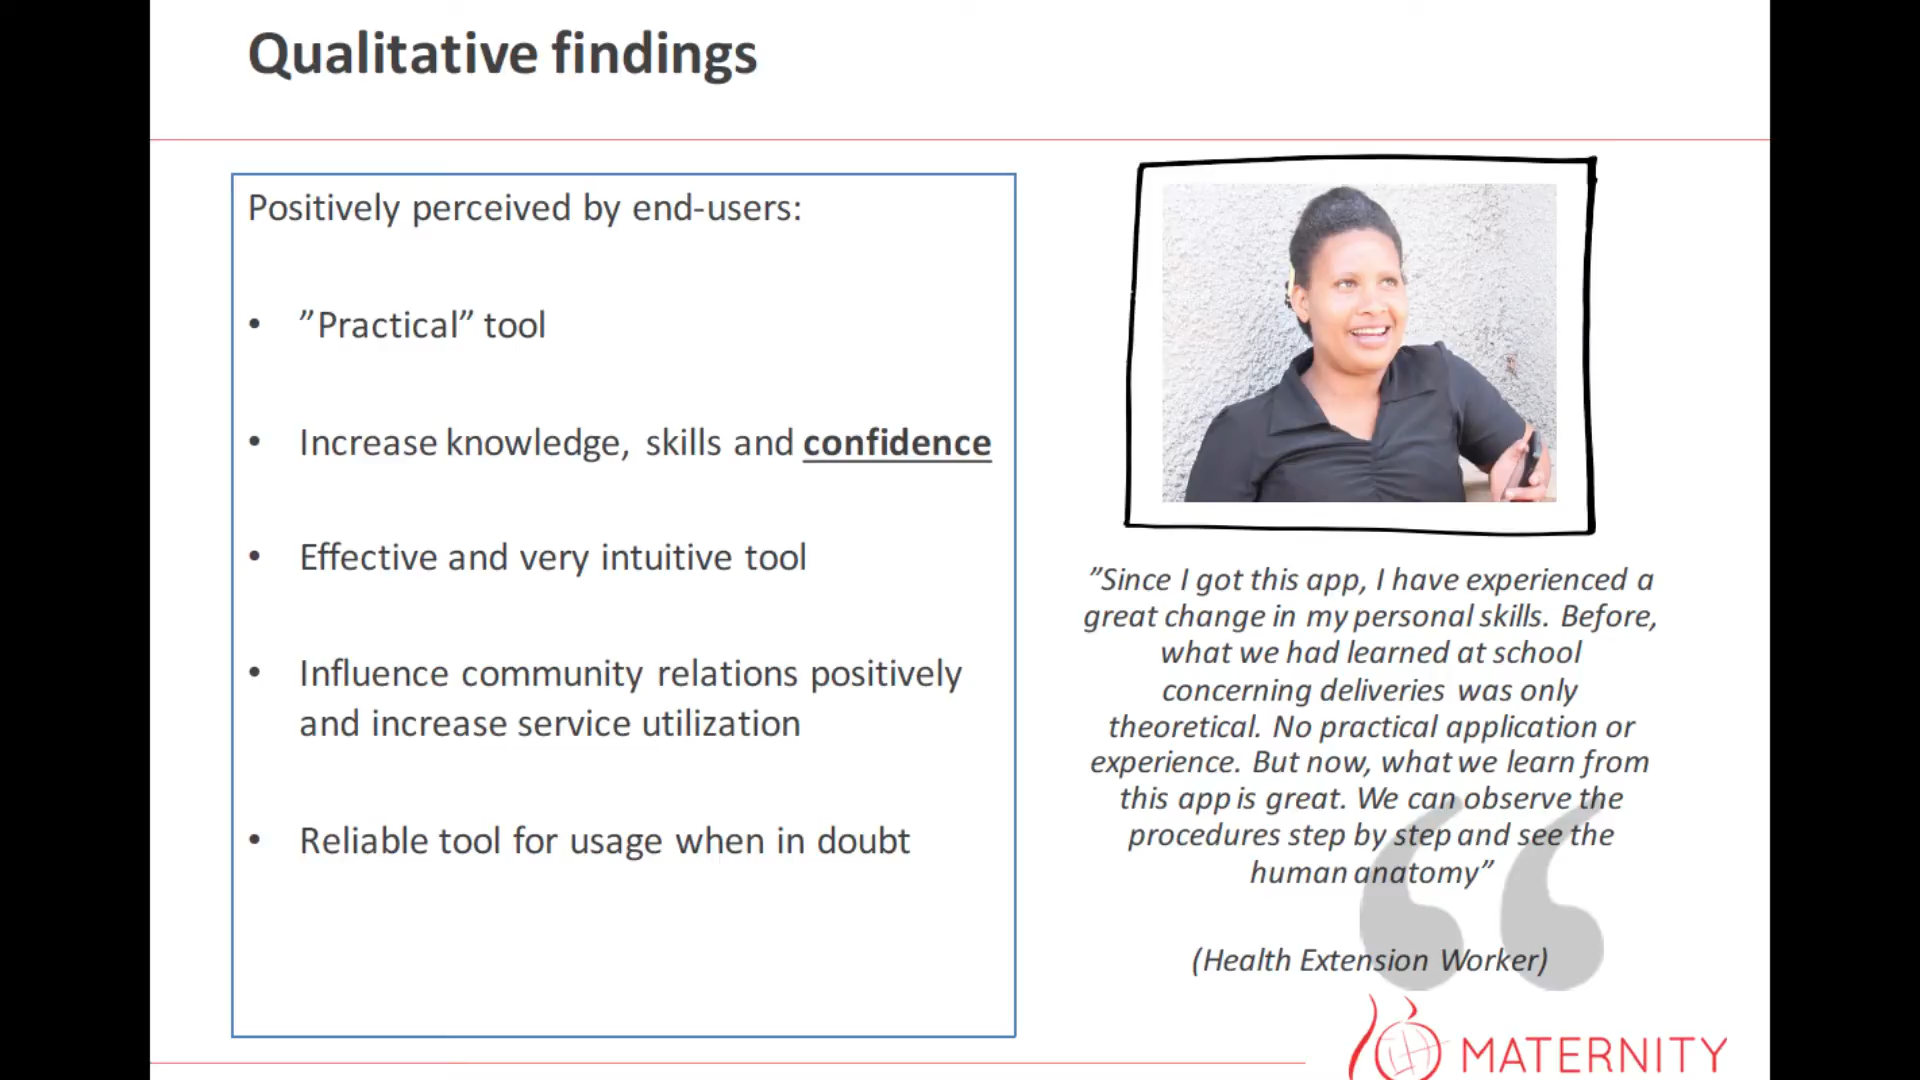 Qualitative findings
Positively perceived by end-users:
• ”Practical” tool
• Increase knowledge, skills and confidence
• Effective and very intuitive tool
• Influence community relations positively
and increase service utilization
• Reliable tool for usage when in doubt
”Since I got this app, I have experienced a
great change in my personal skills. Before,
what we had learned at school
concerning deliveries was only
theoretical. No practical application or
experience. But now, what we learn from
this app is great. We can observe the
procedures step by step and see the
human anatomy”
(Health Extension Worker)
MATERNITY